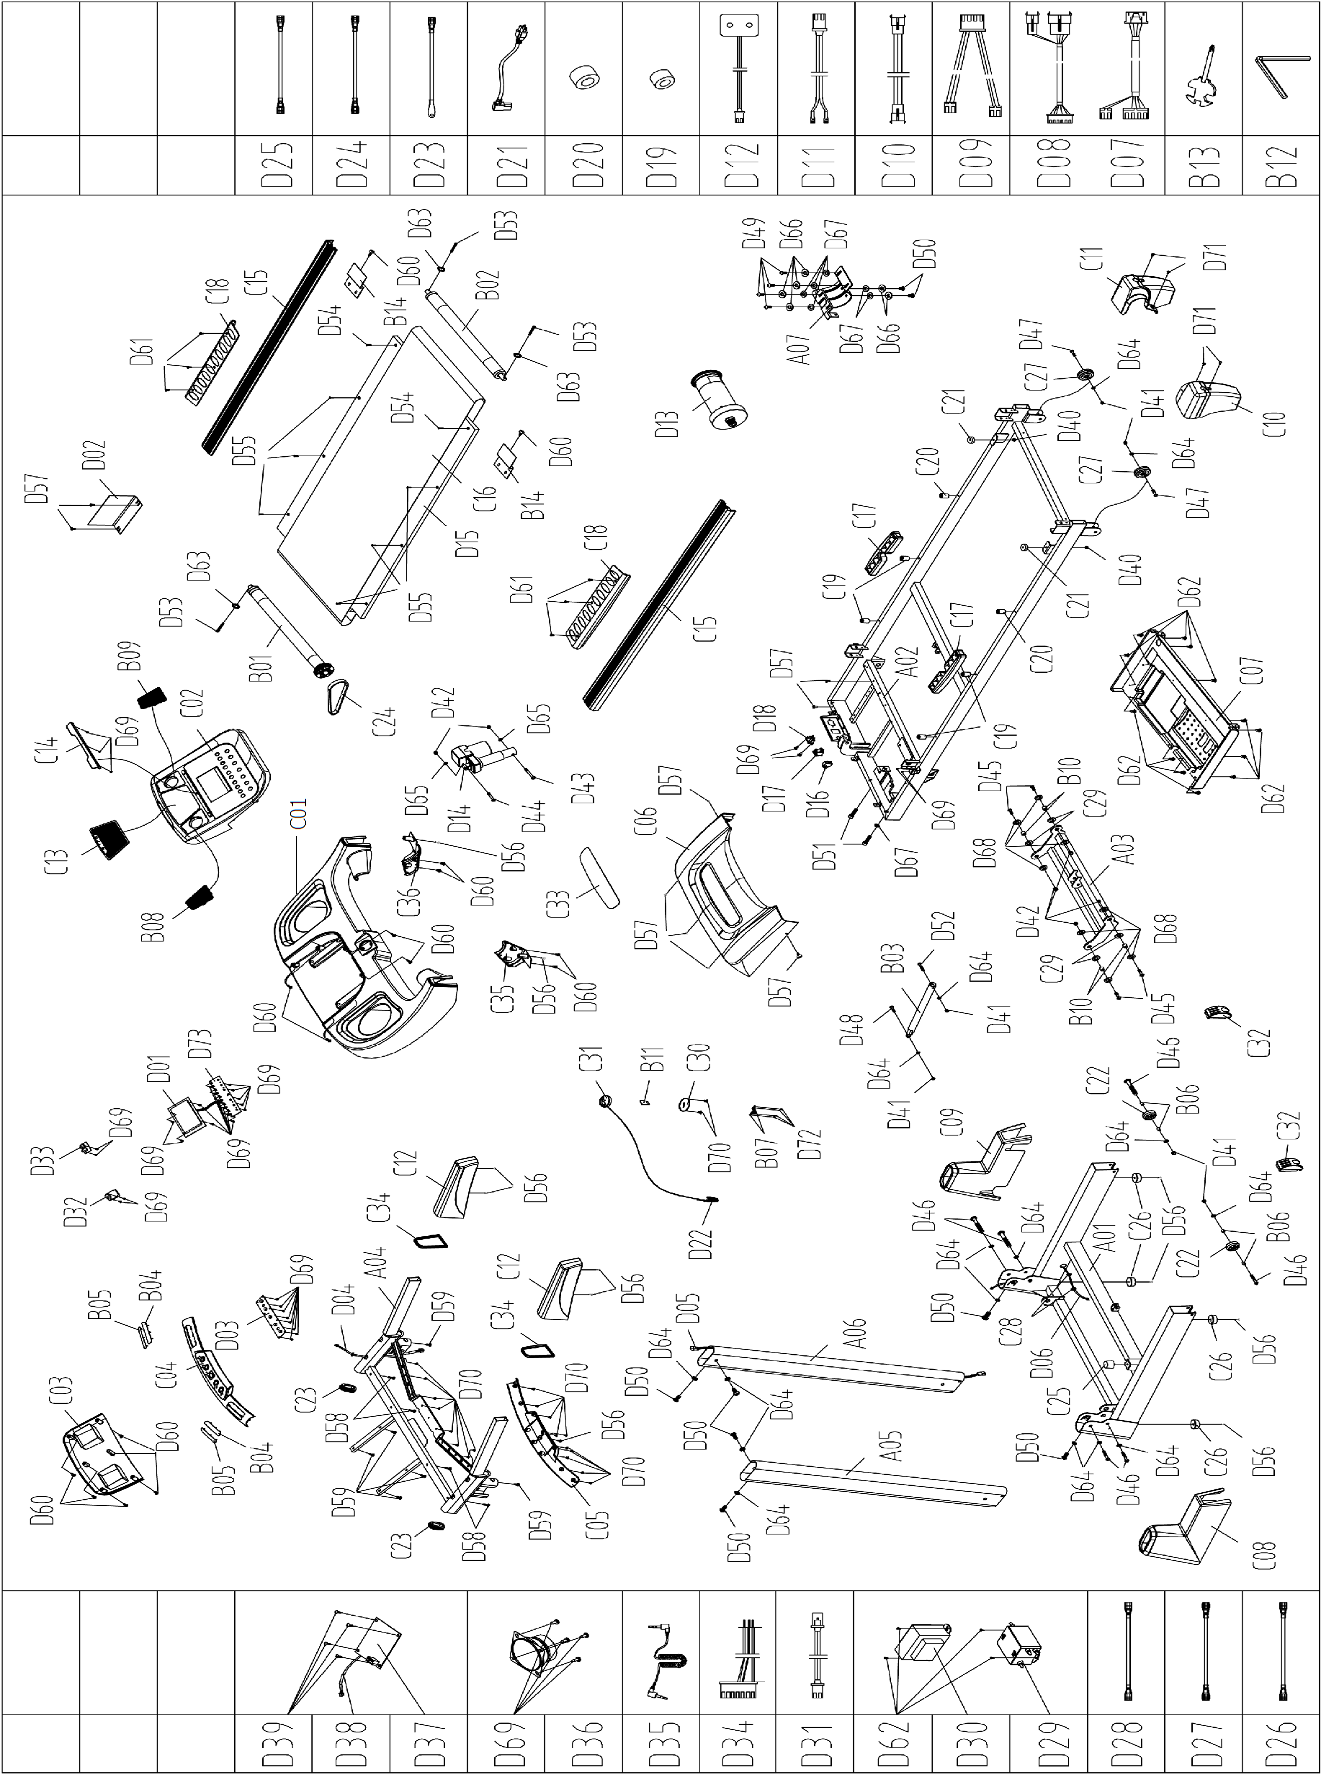 D25
D24
D23
D21
D20
D19
D12
D11
D10
D09
D08
D07
B13
B12
D63
D53
D60
B02
B14
D54
C15
C18
D61
D53
D63
D55
D54
D60
B14
C16
D15
D55
D57
D02
D63
D53
B01
C24
B09
C02
D69
C14
C13
B08
C01
C18
D61
C15
D42
D65
D65
D14
D44
D43
D49
D66
D67
D50
A07
D67
D66
D13
C11
D71
D71
C10
D47
C27
D64
D41
D64
C27
D47
C21
D40
C20
C17
C19
C21
D40
C20
C17
A02
C19
D57
D18
D69
D17
D16
D51
D67
D69
D62
C07
D62
D62
D45
B10
C29
D68
A03
D42
D68
C29
B10
D45
D57
C06
D57
D57
C33
D56
C36
D60
D60
C35
D56
D60
D60
D73
D01
D69
D69
D69
D33
D69
D32
D69
C31
B11
C30
D70
B07
D72
D22
C12
D56
C34
C12
D56
C34
D52
B03
D64
D48
D41
D64
D41
C32
D46
C22
B06
D64
D41
C32
D64
B06
C22
D46
C09
D46
D64
D64
D50
A01
C26
D56
C28
D06
C25
C26
D56
D50
D64
D46
D64
C26
D56
C08
D69
B04
B05
D03
C04
C03
D60
B04
B05
D60
A04
D04
D59
C23
D58
D70
D59
C23
D58
D59
D70
D56
D70
C05
D05
D64
D50
A06
D50
D64
A05
D64
D50
D39
D38
D37
D69
D36
D35
D34
D31
D62
D30
D29
D28
D27
D26